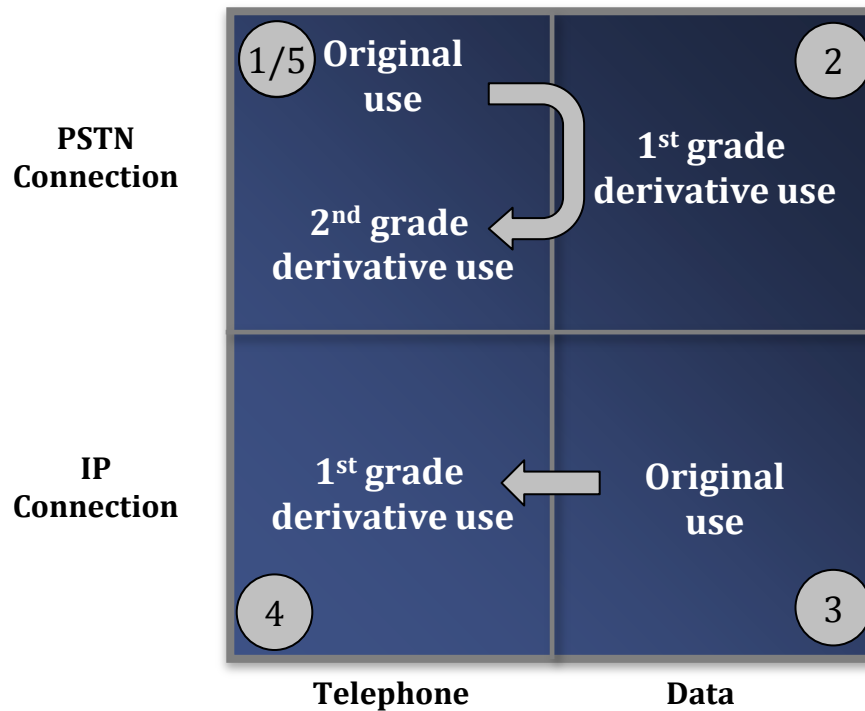 1/5
Original
use
2
PSTN
Connection
1st grade
derivative use
2nd grade
derivative use
IP
Connection
1st grade
derivative use
Original
use
4
3
Telephone
Data